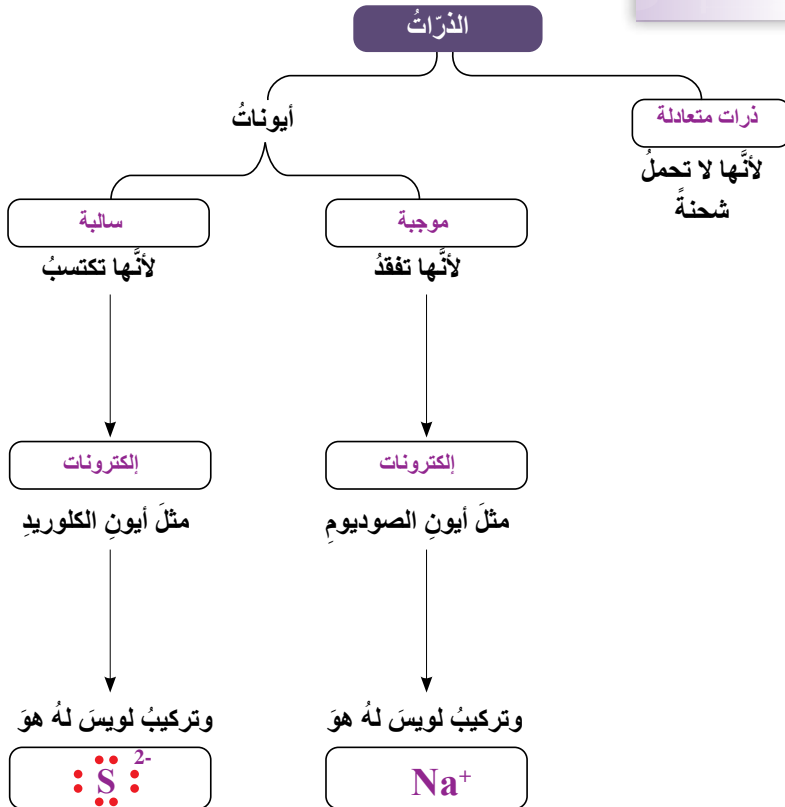 الذرّاتُ
ذرات متعادلة
لأنَّها لا تحملُ
شحنةً
أيوناتُ
موجبة
لأنَّها تفقدُ
إلكترونات
مثلَ أيونِ الصوديومِ
وتركيبُ لويسَ لهُ هوَ
Na⁺
سالبة
لأنَّها تكتسبُ
إلكترونات
مثلَ أيونِ الكلوريدِ
وتركيبُ لويسَ لهُ هوَ
S 2-